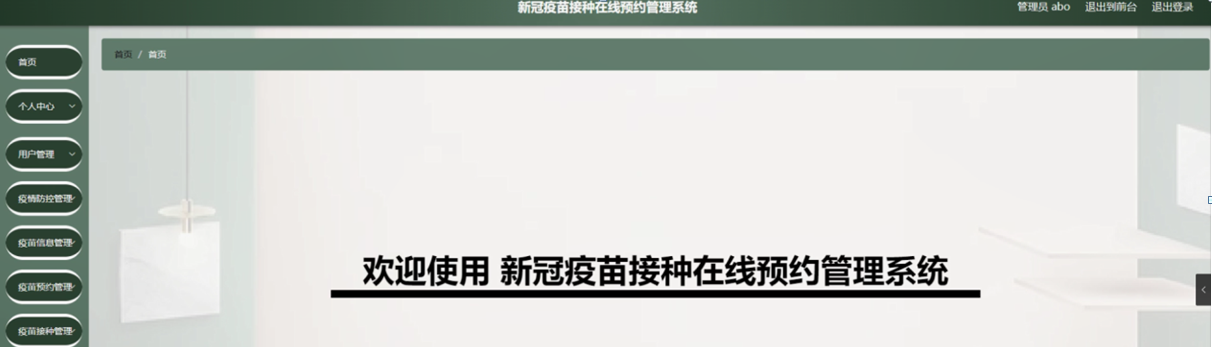 新冠疫苗接种在线预约管理系统
管理员 abo 退出到前台 退出登录
首页 / 首页
首页
个人中心
用户管理
疫情防控管理
疫苗信息管理
疫苗预约管理
疫苗接种管理
欢迎使用 新冠疫苗接种在线预约管理系统